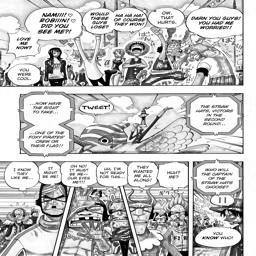 DARN YOU GUYS!
YOU HAD ME
WORRIED!!
OW,
THAT
HURTS.
HA HA HA!
OF COURSE
THEY WON!
WOULD
THESE
GUYS
LOSE?
NAMIII!!
ROBIIIN!
DID YOU
SEE ME?!
LOVE
ME
NOW?
YOU
WERE
COOL.
THE STRAW
HATS, VICTORS
IN THE
SECOND
ROUND...
TWEET!
...NOW HAVE
THE RIGHT
TO TAKE...
...ONE OF THE
FOXY PIRATES'
CREW OR
THEIR FLAG!!
WHO WILL
THE CAPTAIN
OF THE
STRAW HATS
CHOOSE?
!!
YOU
KNOW WHO!
HUH?
ME?
THEY
WANTED
ME ALL
ALONG!
UH, I'M
NOT READY
FOR THIS...
OH NO!
IT MUST
BE ME--
OUR EYES
MET!!
IT
MUST
BE ME!
I KNOW
THEY LIKE
ME...